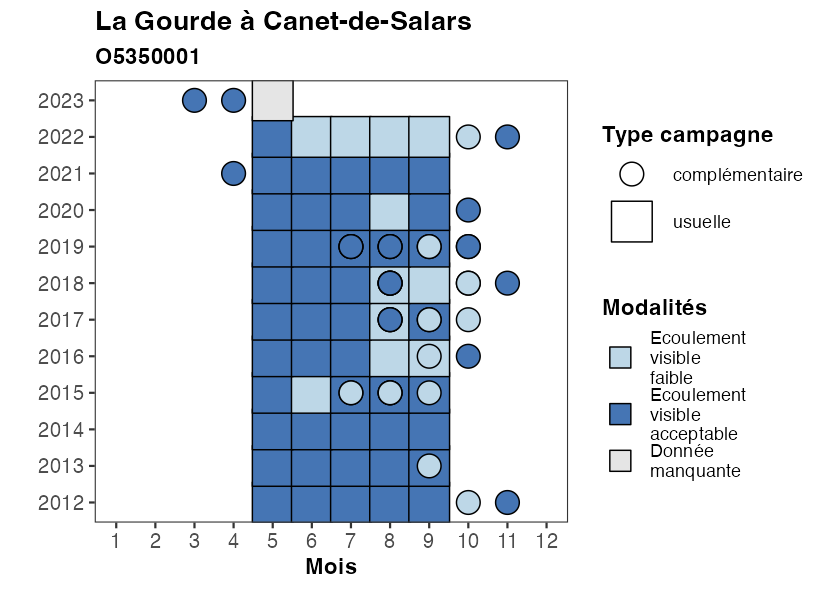 La Gourde à Canet-de-Salars
O5350001
2023
2022
2021
2020
2019
2018
2017
2016
2015
2014
2013
2012
1 2 3 4 5 6 7 8 9 10 11 12
Mois
Type campagne
complémentaire
usuelle
Modalités
Ecoulement
visible
faible
Ecoulement
visible
acceptable
Donnée
manquante